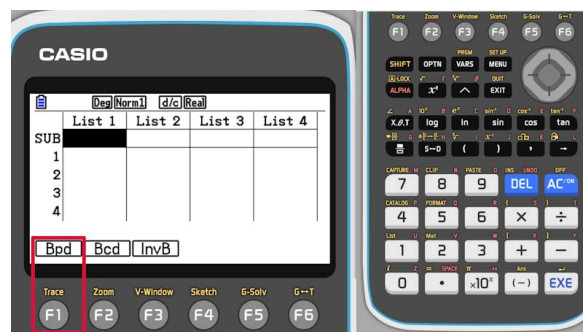 CASIO
Deg Norm1 d/c Real
List 1 List 2 List 3 List 4
SUB
1
2
3
4
Bpd Bcd InvB
Trace Zoom V-Window Sketch G-Solv G↔T
F1 F2 F3 F4 F5 F6
Trace Zoom V-Window Sketch G-Solv G↔T
F1 F2 F3 F4 F5 F6
PRGM SET UP
SHIFT OPTN VARS MENU
A-LOCK QUIT
ALPHA x² ^ EXIT
X,θ,T log ln sin cos tan
S↔D ( ) , →
CAPTURE M CLIP N PASTE O INS UNDO OFF
7 8 9 DEL AC/ON
CATALOG P FORMAT Q R S T
4 5 6 × ÷
List U Mat V W X Y
1 2 3 + −
i Z = SPACE π Ans
0 • ×10ˣ (−) EXE